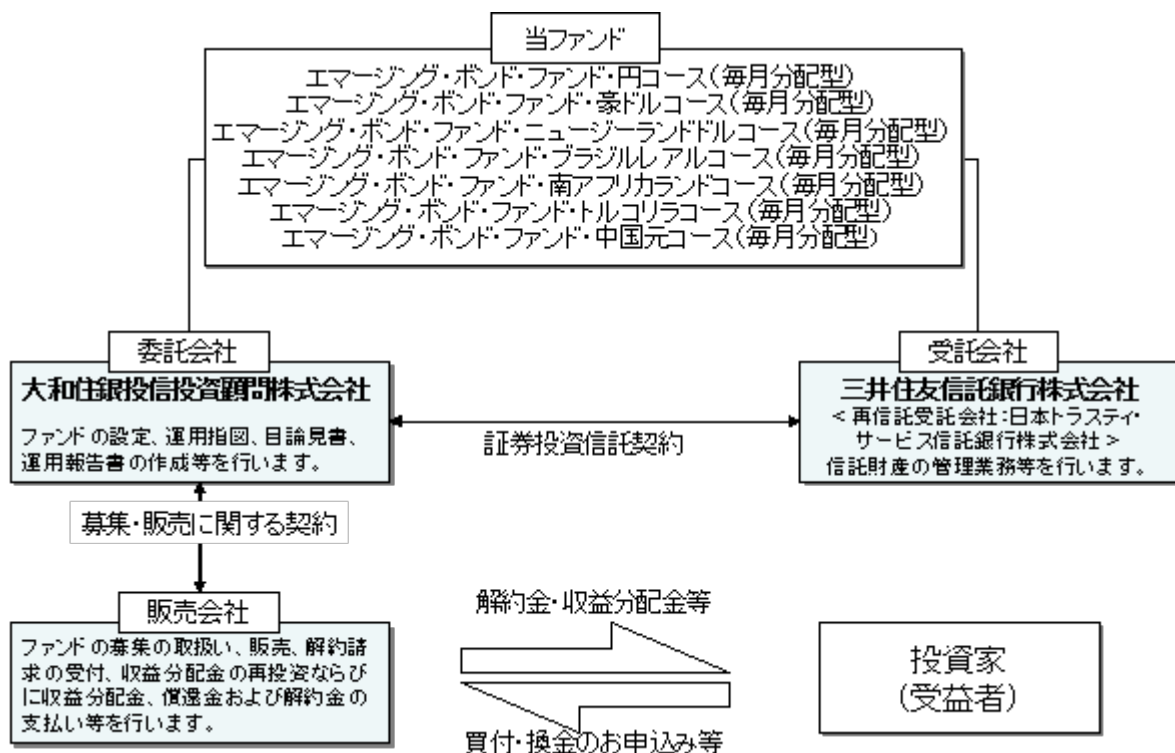 当ファンド
エマージング・ボンド・ファンド・円コース(毎月分配型)
エマージング・ボンド・ファンド・豪ドルコース(毎月分配型)
エマージング・ボンド・ファンド・ニュージーランドドルコース(毎月分配型)
エマージング・ボンド・ファンド・ブラジルレアルコース(毎月分配型)
エマージング・ボンド・ファンド・南アフリカランドコース(毎月分配型)
エマージング・ボンド・ファンド・トルコリラコース(毎月分配型)
エマージング・ボンド・ファンド・中国元コース(毎月分配型)
委託会社
大和住銀投信投資顧問株式会社
ファンドの設定、運用指図、目論見書、
運用報告書の作成等を行います。
証券投資信託契約
受託会社
三井住友信託銀行株式会社
<再信託受託会社:日本トラスティ・
サービス信託銀行株式会社>
信託財産の管理業務等を行います。
募集・販売に関する契約
販売会社
ファンドの募集の取扱い、販売、解約請
求の受付、収益分配金の再投資ならび
に収益分配金、償還金および解約金の
支払い等を行います。
解約金・収益分配金等
買付・換金のお申込み等
投資家
(受益者)